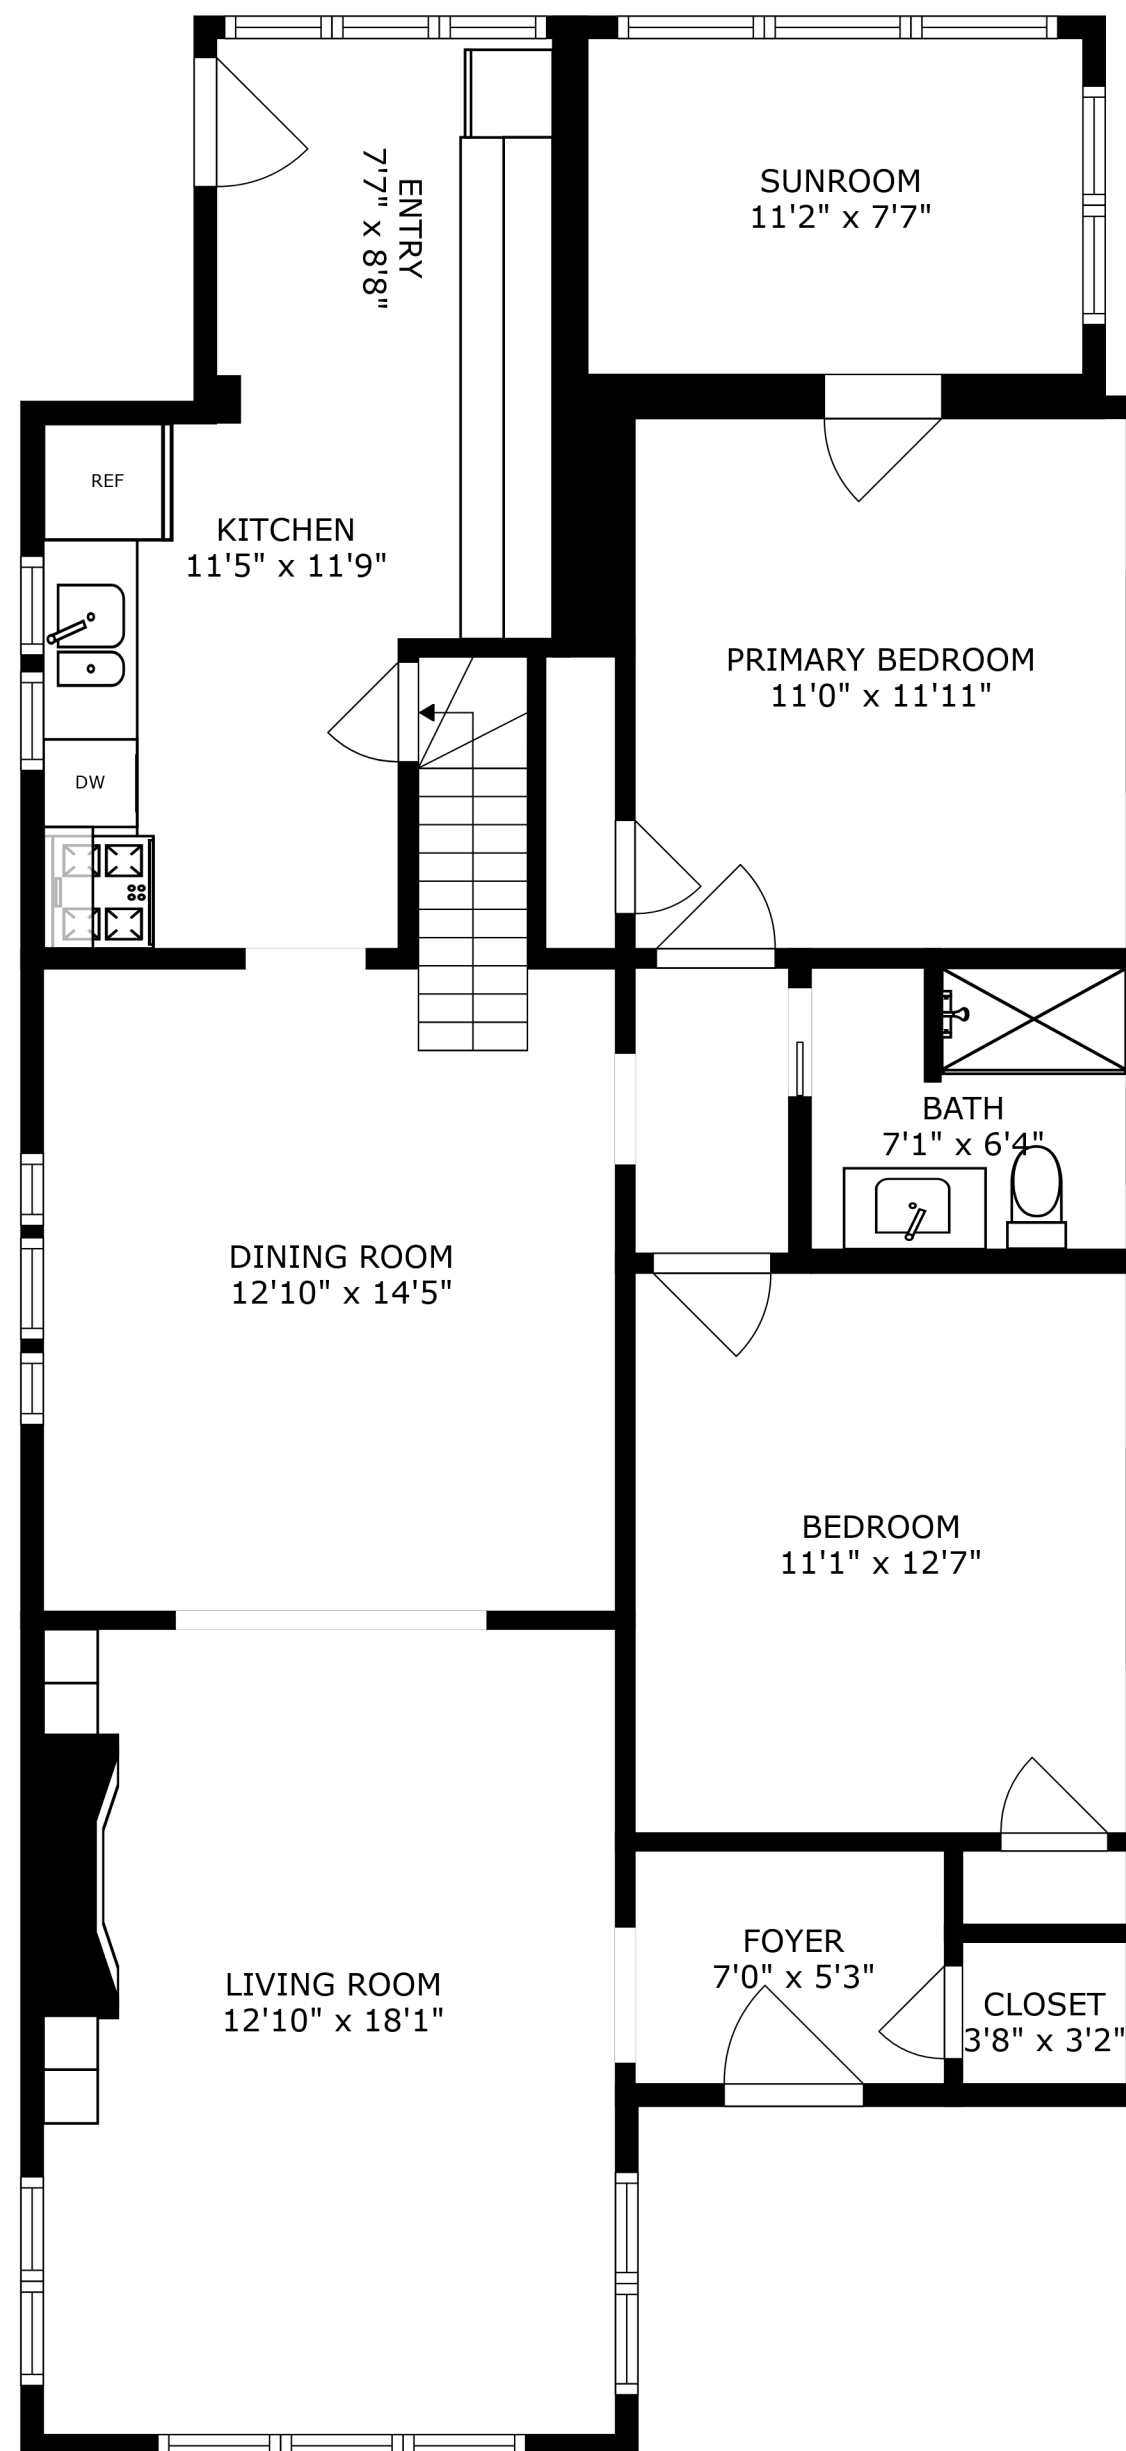 SUNROOM
11'2" x 7'7"
ENTRY
7'7" x 8'8"
REF
KITCHEN
11'5" x 11'9"
PRIMARY BEDROOM
11'0" x 11'11"
DW
BATH
7'1" x 6'4"
DINING ROOM
12'10" x 14'5"
BEDROOM
11'1" x 12'7"
FOYER
7'0" x 5'3"
LIVING ROOM
12'10" x 18'1"
CLOSET
3'8" x 3'2"